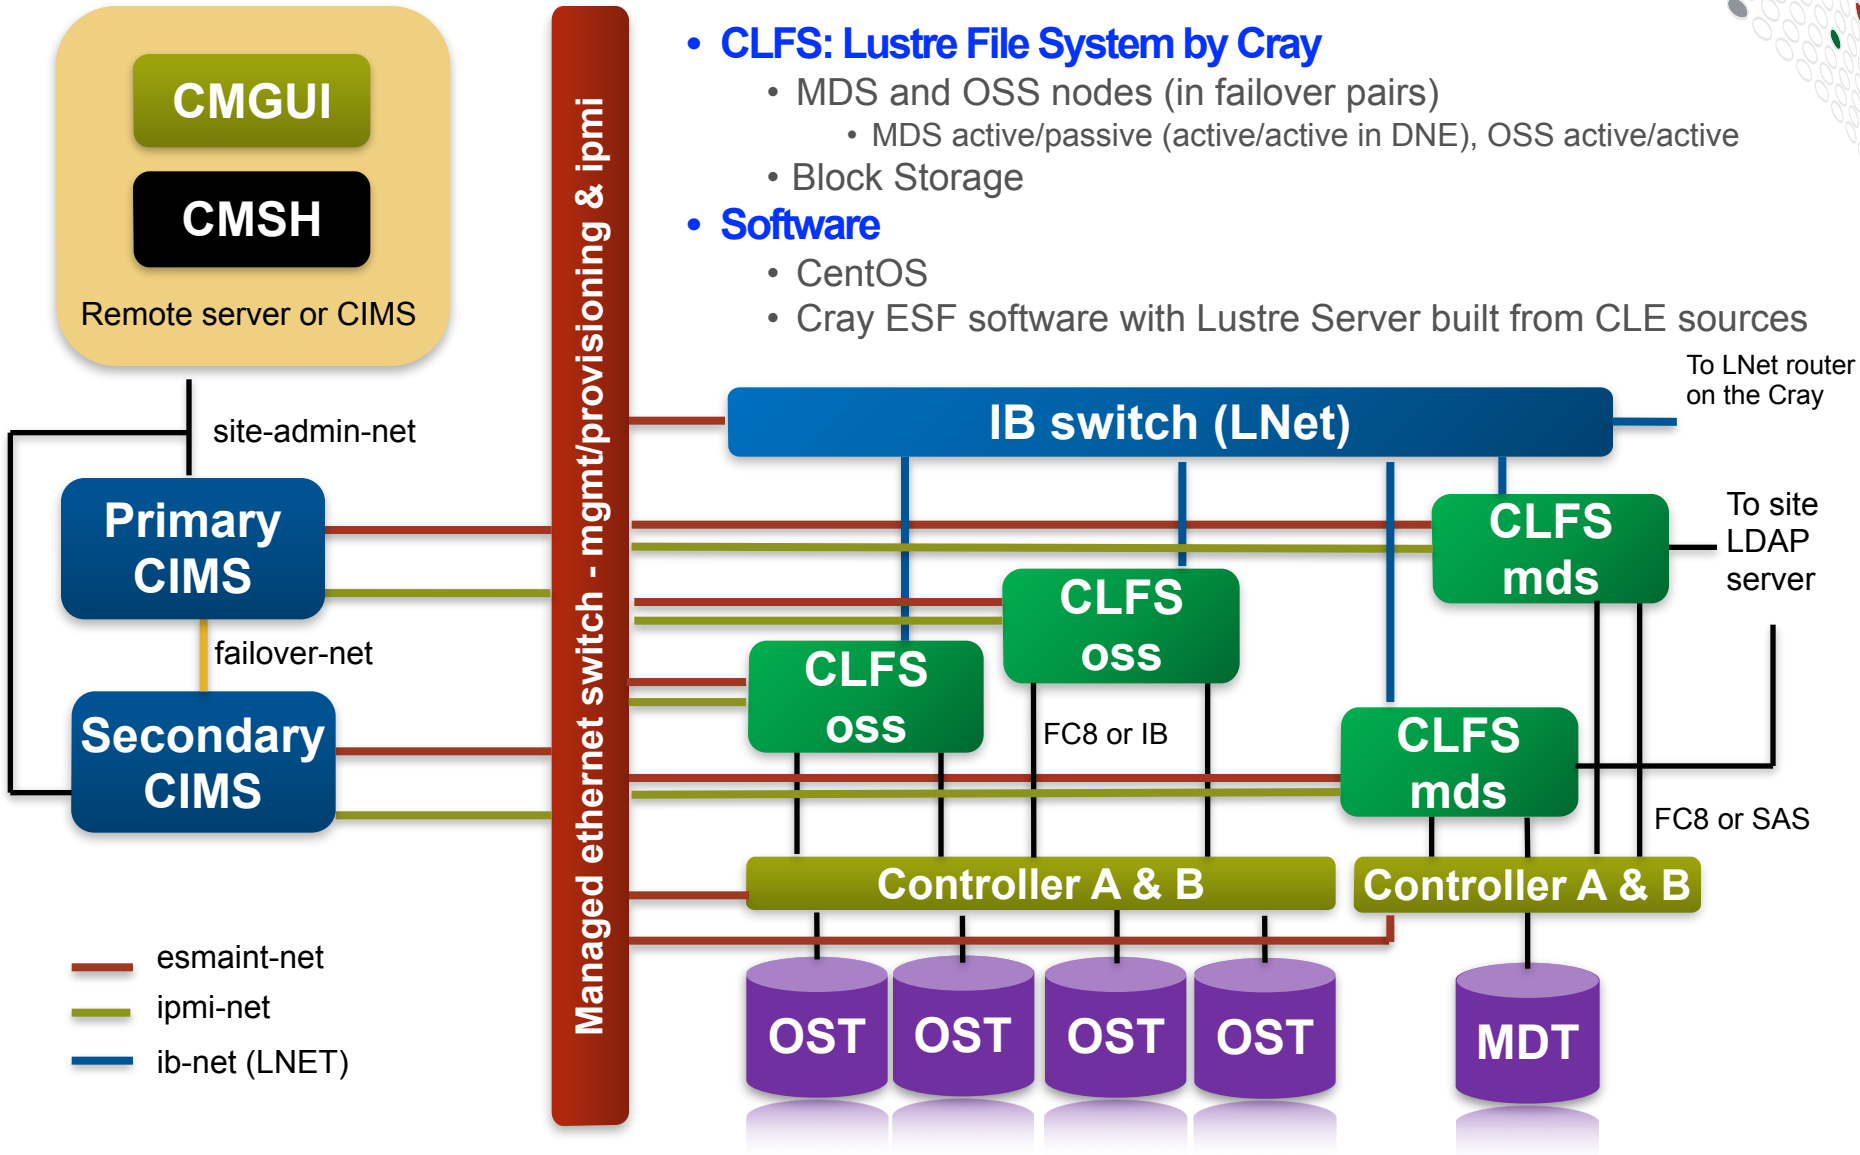 CMGUI
CMSH
Remote server or CIMS
site-admin-net
Primary
CIMS
failover-net
Secondary
CIMS
esmaint-net
ipmi-net
ib-net (LNET)
Managed ethernet switch - mgmt/provisioning & ipmi
• CLFS: Lustre File System by Cray
• MDS and OSS nodes (in failover pairs)
• MDS active/passive (active/active in DNE), OSS active/active
• Block Storage
• Software
• CentOS
• Cray ESF software with Lustre Server built from CLE sources
To LNet router
on the Cray
IB switch (LNet)
CLFS
mds
To site
LDAP
server
CLFS
oss
CLFS
oss
FC8 or IB
CLFS
mds
FC8 or SAS
Controller A & B
Controller A & B
OST
OST
OST
OST
MDT